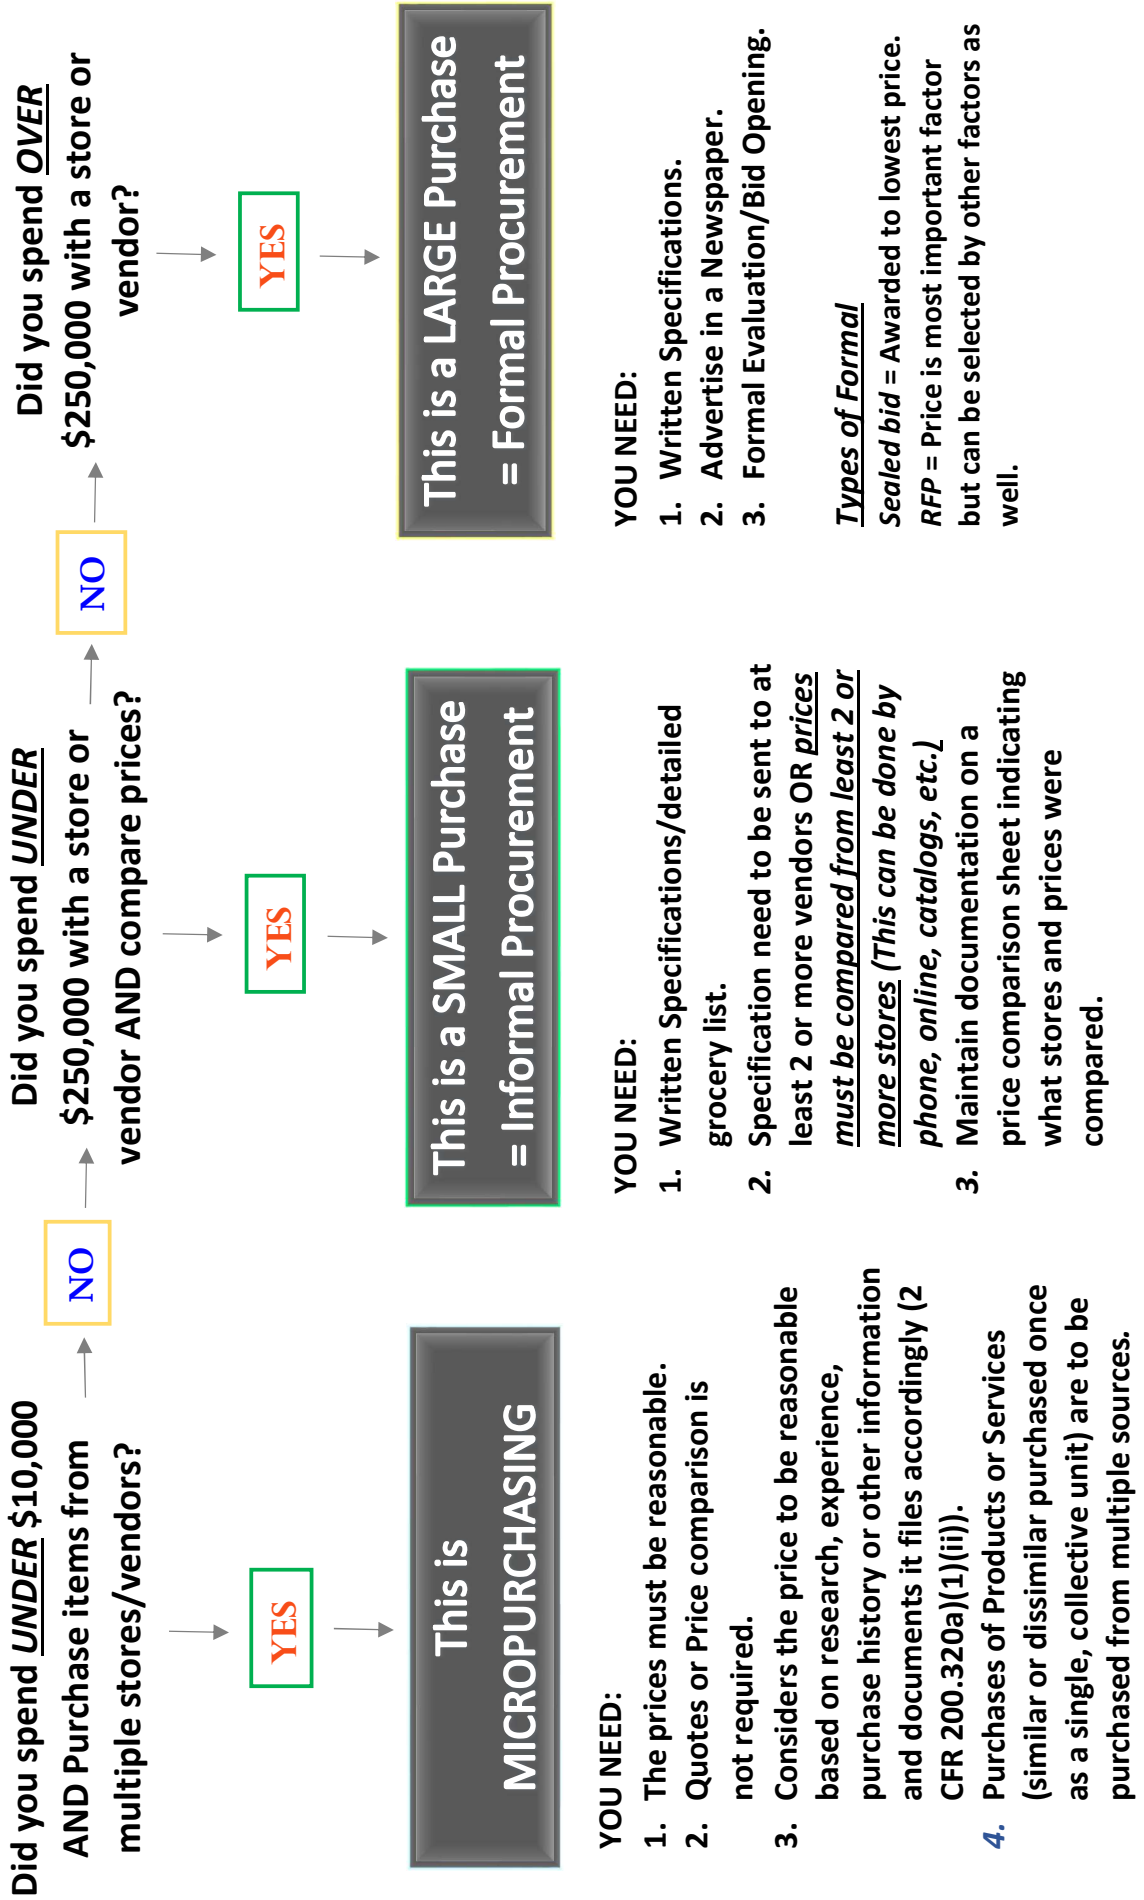 Did you spend UNDER $10,000
AND Purchase items from
multiple stores/vendors?
NO
Did you spend UNDER
$250,000 with a store or
vendor AND compare prices?
NO
Did you spend OVER
$250,000 with a store or
vendor?
YES
YES
YES
This is
MICROPURCHASING
This is a SMALL Purchase
= Informal Procurement
This is a LARGE Purchase
= Formal Procurement
YOU NEED:
1. The prices must be reasonable.
2. Quotes or Price comparison is
not required.
3. Considers the price to be reasonable
based on research, experience,
purchase history or other information
and documents it files accordingly (2
CFR 200.320a)(1)(ii)).
4. Purchases of Products or Services
(similar or dissimilar purchased once
as a single, collective unit) are to be
purchased from multiple sources.
YOU NEED:
1. Written Specifications/detailed
grocery list.
2. Specification need to be sent to at
least 2 or more vendors OR prices
must be compared from least 2 or
more stores (This can be done by
phone, online, catalogs, etc.)
3. Maintain documentation on a
price comparison sheet indicating
what stores and prices were
compared.
YOU NEED:
1. Written Specifications.
2. Advertise in a Newspaper.
3. Formal Evaluation/Bid Opening.
Types of Formal
Sealed bid = Awarded to lowest price.
RFP = Price is most important factor
but can be selected by other factors as
well.